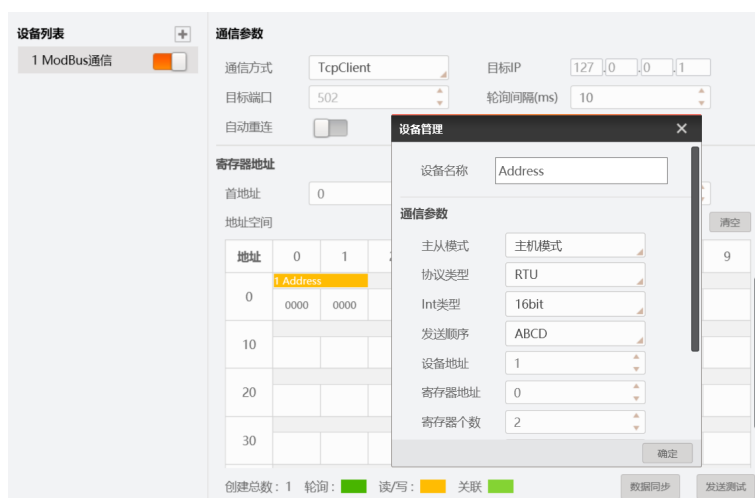 设备列表 +
1 ModBus通信
通信参数
通信方式 TcpClient 目标IP 127 . 0 . 0 . 1
目标端口 502 轮询间隔(ms) 10
自动重连
寄存器地址
首地址 0
地址空间 清空
地址 0 1 9
1 Address
0 0000 0000
10
20
30
创建总数: 1 轮询: 读/写: 关联
数据同步 发送测试
设备管理 ×
设备名称 Address
通信参数
主从模式 主机模式
协议类型 RTU
Int类型 16bit
发送顺序 ABCD
设备地址 1
寄存器地址 0
寄存器个数 2
确定